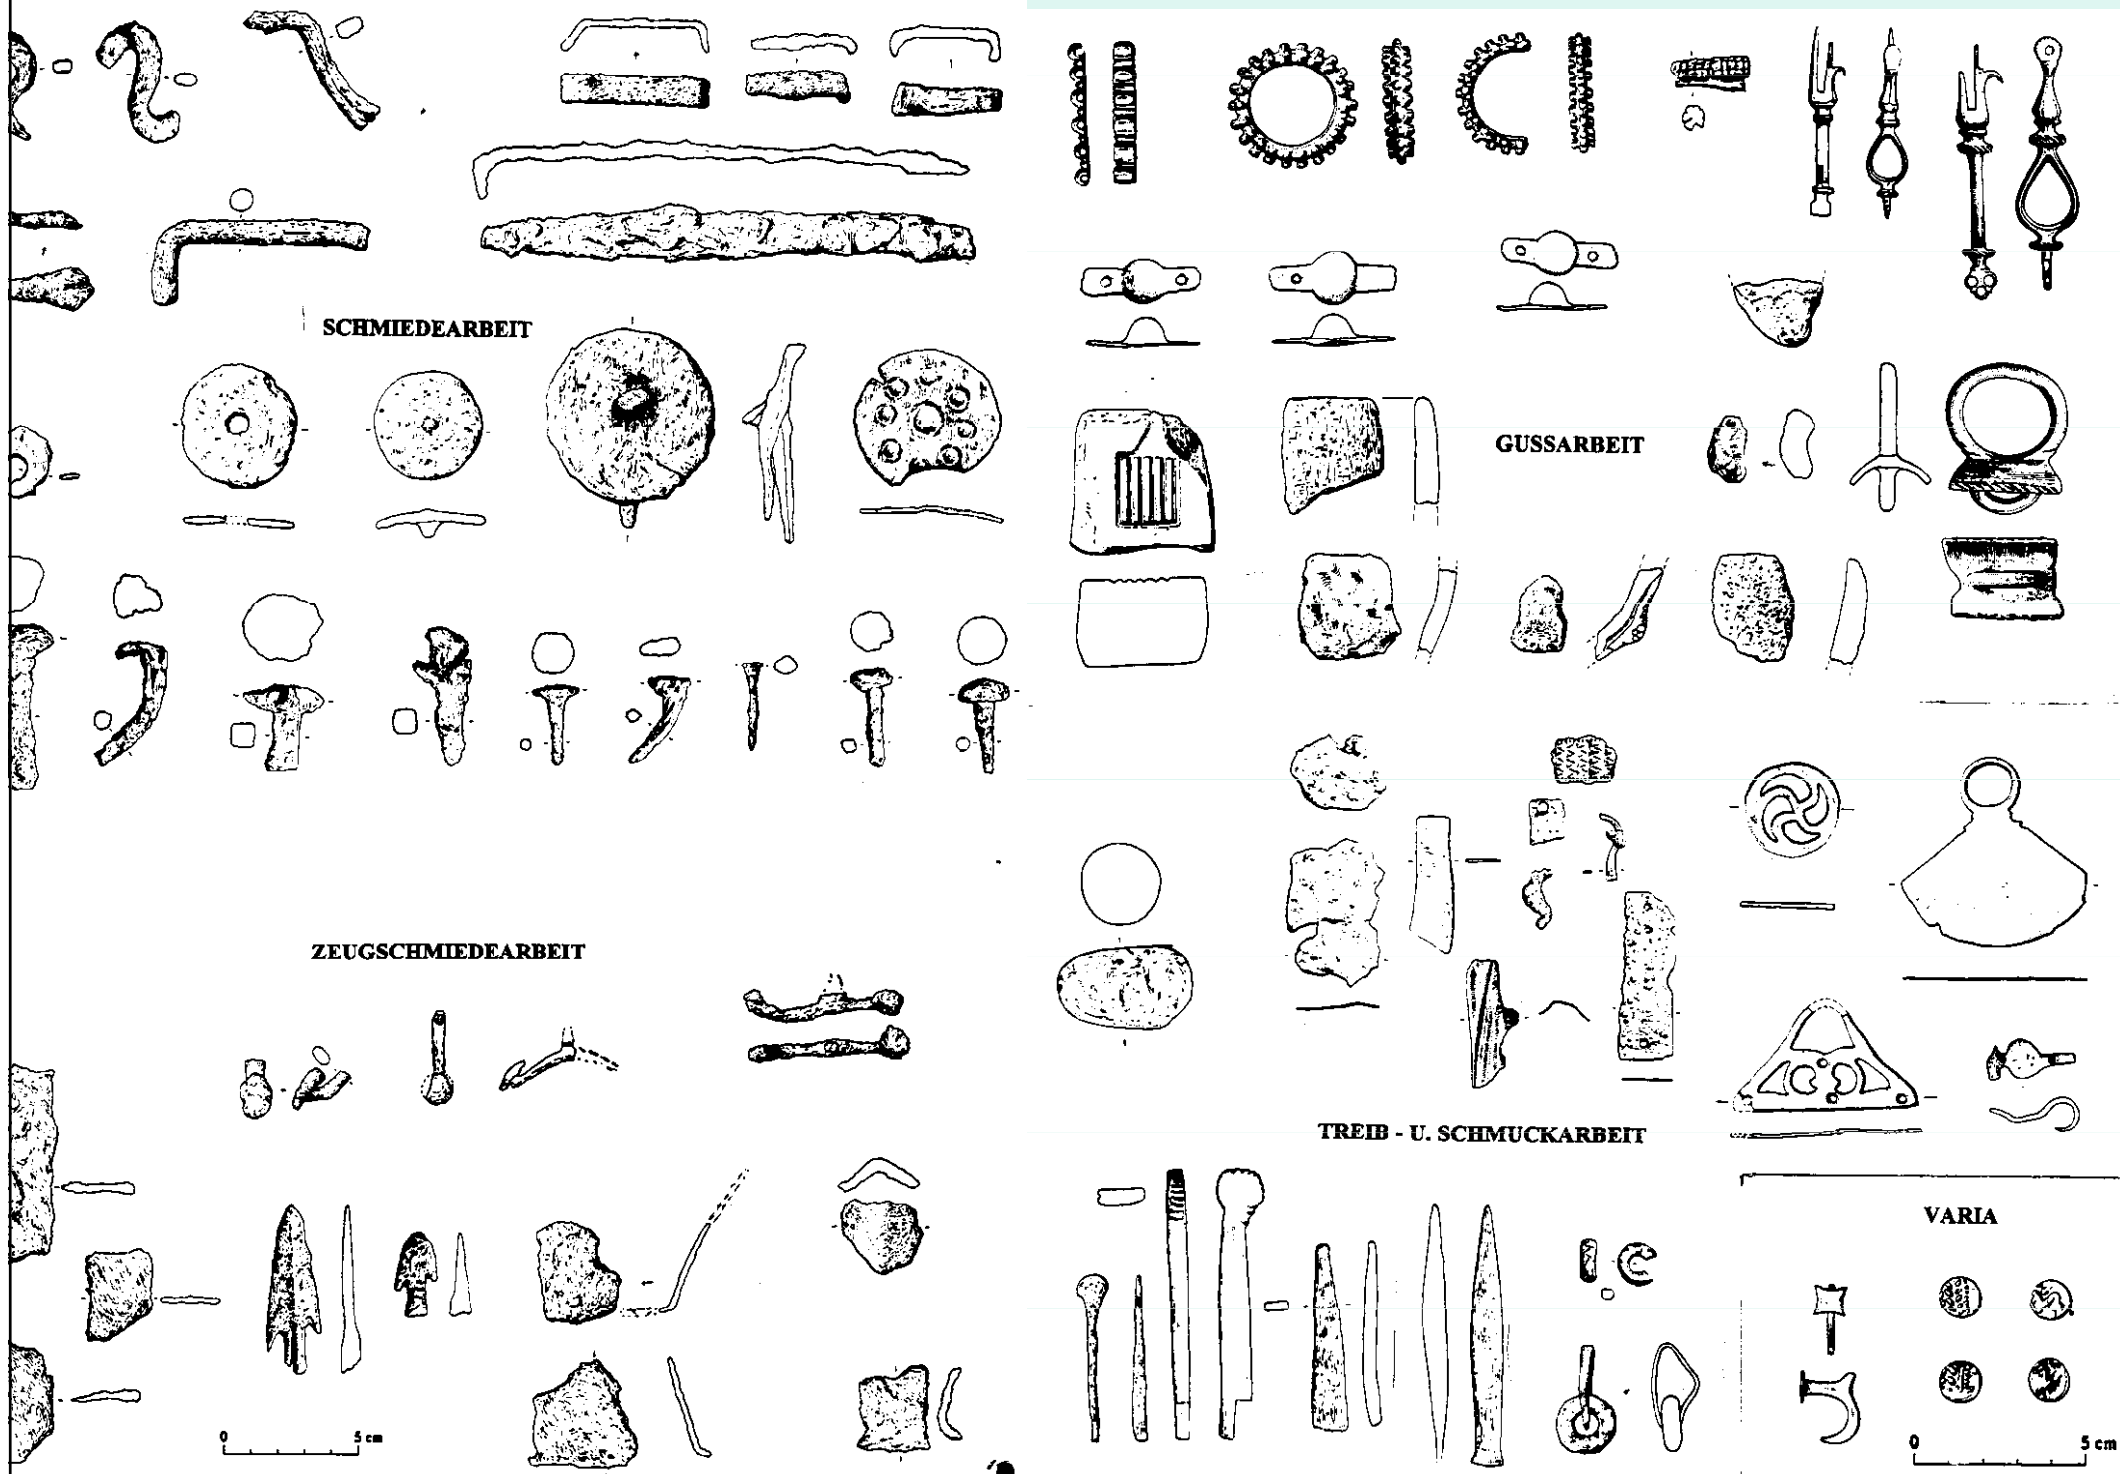 SCHMIEDEARBEIT
ZEUGSCHMIEDEARBEIT
0 5 cm
GUSSARBEIT
TREIB - U. SCHMUCKARBEIT
VARIA
0 5 cm